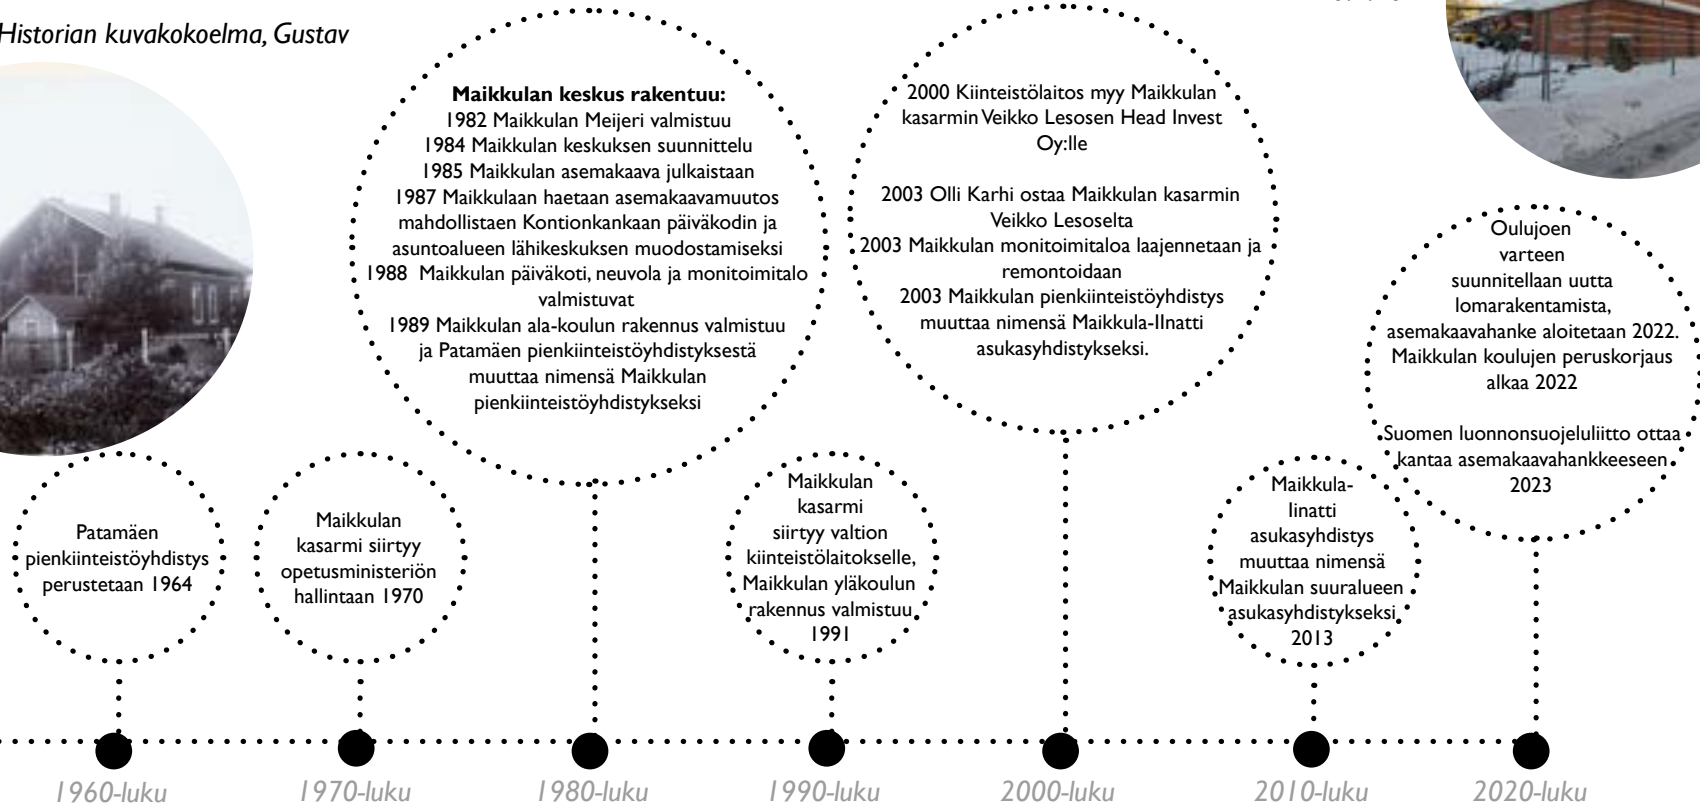 Historian kuvakokoelma, Gustav
Maikkulan keskus rakentuu:
1982 Maikkulan Meijeri valmistuu
1984 Maikkulan keskuksen suunnittelu
1985 Maikkulan asemakaava julkaistaan
1987 Maikkulaan haetaan asemakaavamuutos
mahdollistaen Kontionkankaan päiväkodin ja
asuntoalueen lähikeskuksen muodostamiseksi
1988 Maikkulan päiväkoti, neuvola ja monitoimitalo
valmistuvat
1989 Maikkulan ala-koulun rakennus valmistuu
ja Patamäen pienkiinteistöyhdistyksestä
muuttaa nimensä Maikkulan
pienkiinteistöyhdistykseksi
2000 Kiinteistölaitos myy Maikkulan
kasarmin Veikko Lesosen Head Invest
Oy:lle
2003 Olli Karhi ostaa Maikkulan kasarmin
Veikko Lesoselta
2003 Maikkulan monitoimitaloa laajennetaan ja
remontoidaan
2003 Maikkulan pienkiinteistöyhdistys
muuttaa nimensä Maikkula-IInatti
asukasyhdistykseksi.
Oulujoen
varteen
suunnitellaan uutta
lomarakentamista,
asemakaavahanke aloitetaan 2022.
Maikkulan koulujen peruskorjaus
alkaa 2022
Suomen luonnonsuojeluliitto ottaa
kantaa asemakaavahankkeeseen
2023
Patamäen
pienkiinteistöyhdistys
perustetaan 1964
Maikkulan
kasarmi siirtyy
opetusministeriön
hallintaan 1970
Maikkulan
kasarmi
siirtyy valtion
kiinteistölaitokselle,
Maikkulan yläkoulun
rakennus valmistuu
1991
Maikkula-
Iinatti
asukasyhdistys
muuttaa nimensä
Maikkulan suuralueen
asukasyhdistykseksi
2013
1960-luku
1970-luku
1980-luku
1990-luku
2000-luku
2010-luku
2020-luku